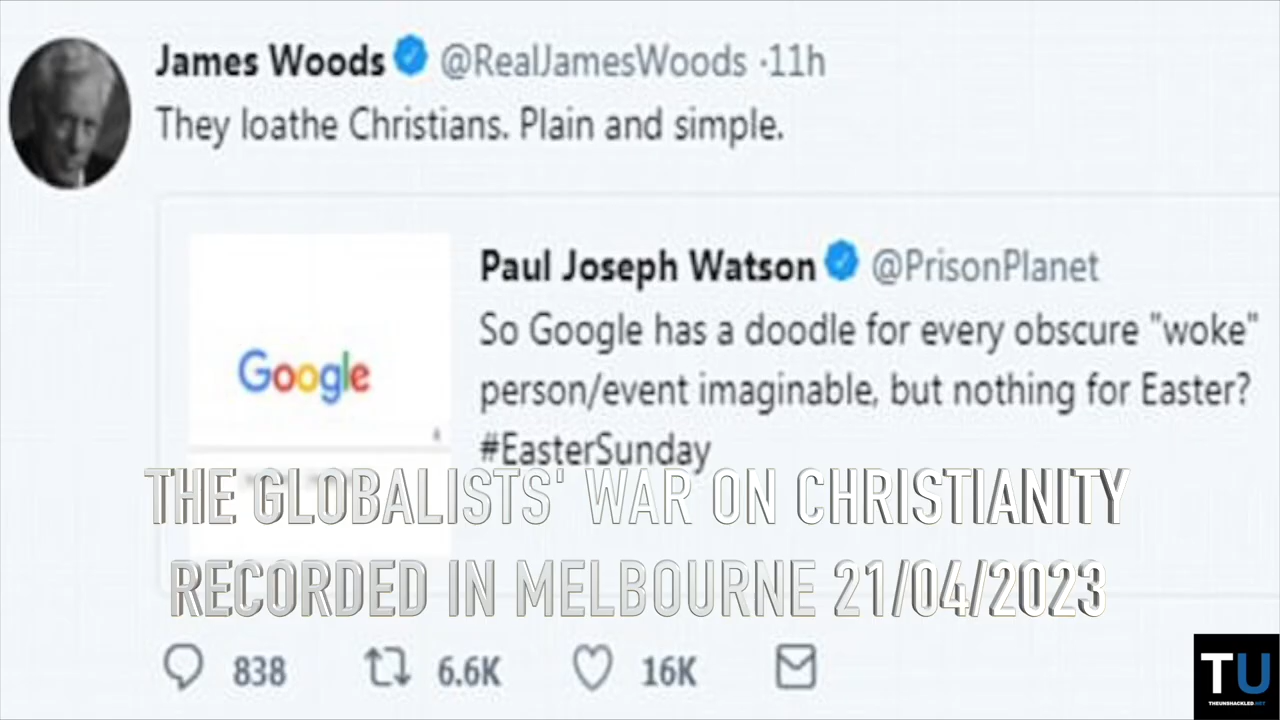 James Woods @RealJamesWoods ·11h
They loathe Christians. Plain and simple.
Google
Paul Joseph Watson @PrisonPlanet
So Google has a doodle for every obscure "woke"
person/event imaginable, but nothing for Easter?
#EasterSunday
THE GLOBALISTS' WAR ON CHRISTIANITY
RECORDED IN MELBOURNE 21/04/2023
838 6.6K 16K
TU
THEUNSHACKLED.NET